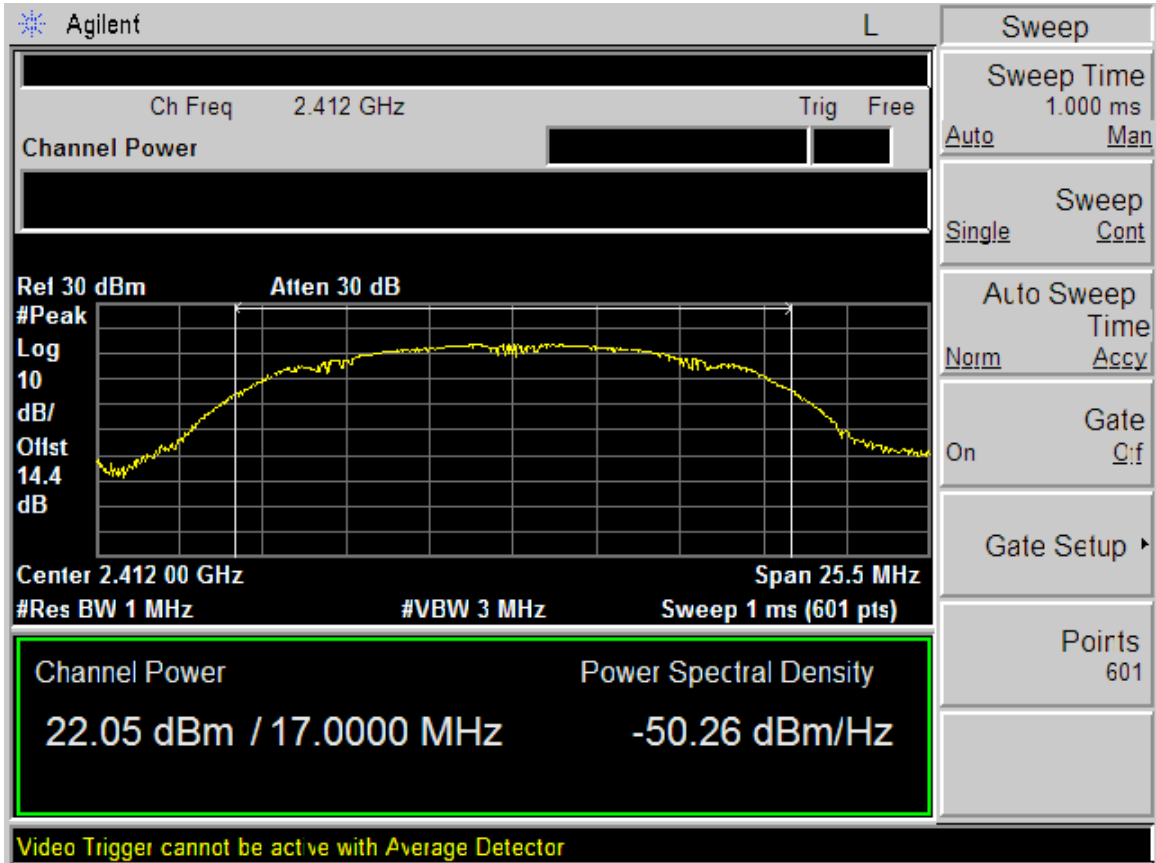 Agilent L Sweep
Ch Freq 2.412 GHz Trig Free
Channel Power
Ref 30 dBm Atten 30 dB
#Peak
Log
10
dB/
Offst
14.4
dB
Center 2.412 00 GHz Span 25.5 MHz
#Res BW 1 MHz #VBW 3 MHz Sweep 1 ms (601 pts)
Channel Power Power Spectral Density
22.05 dBm / 17.0000 MHz -50.26 dBm/Hz
Video Trigger cannot be active with Average Detector
Sweep Time
1.000 ms
Auto Man
Sweep
Single Cont
Auto Sweep
Time
Norm Accy
Gate
On Off
Gate Setup
Points
601